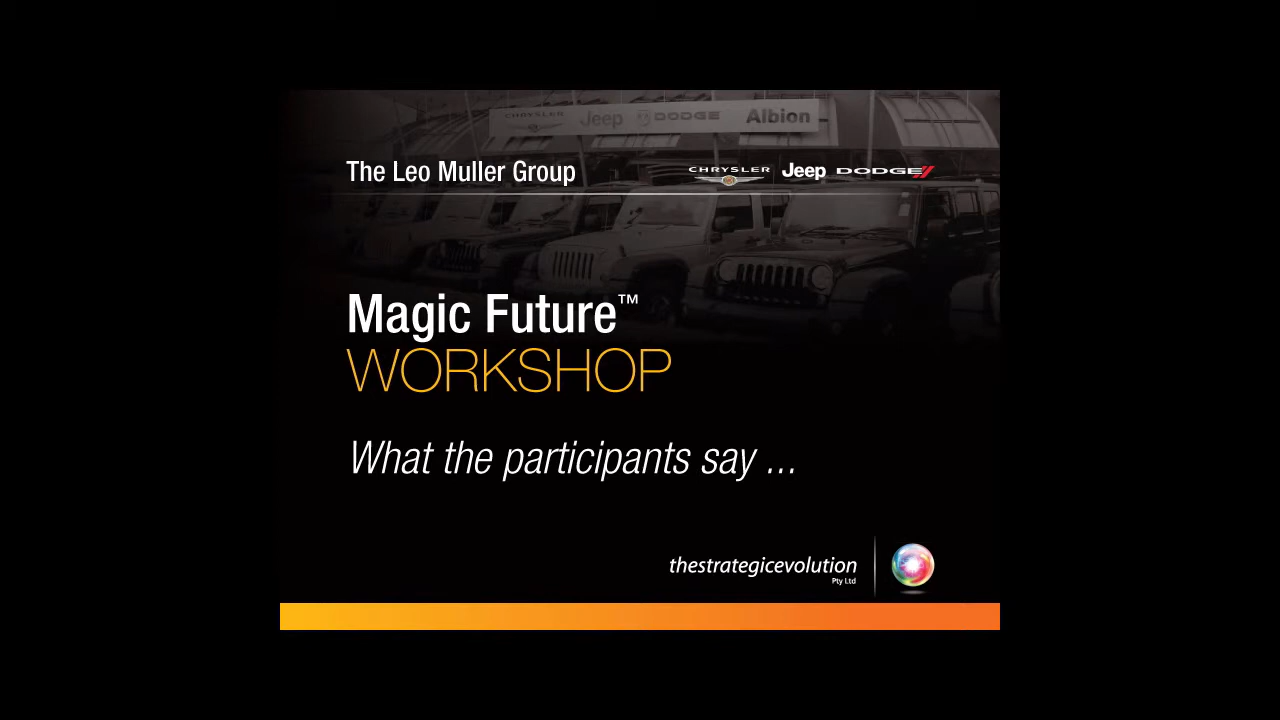 CHRYSLER Jeep DODGE Albion
The Leo Muller Group
CHRYSLER Jeep DODGE
Magic Future™
WORKSHOP
What the participants say ...
thestrategicevolution
Pty Ltd